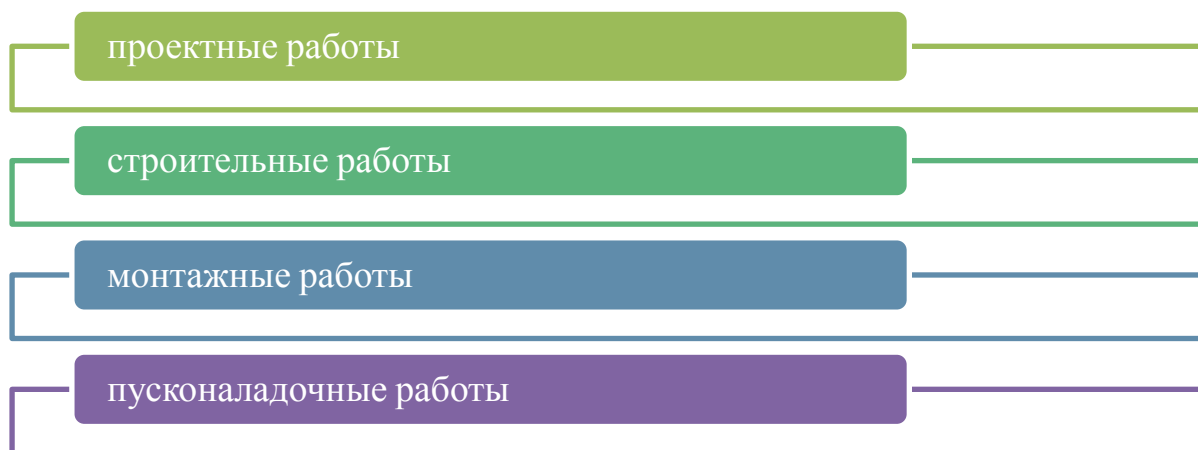 проектные работы
строительные работы
монтажные работы
пусконаладочные работы